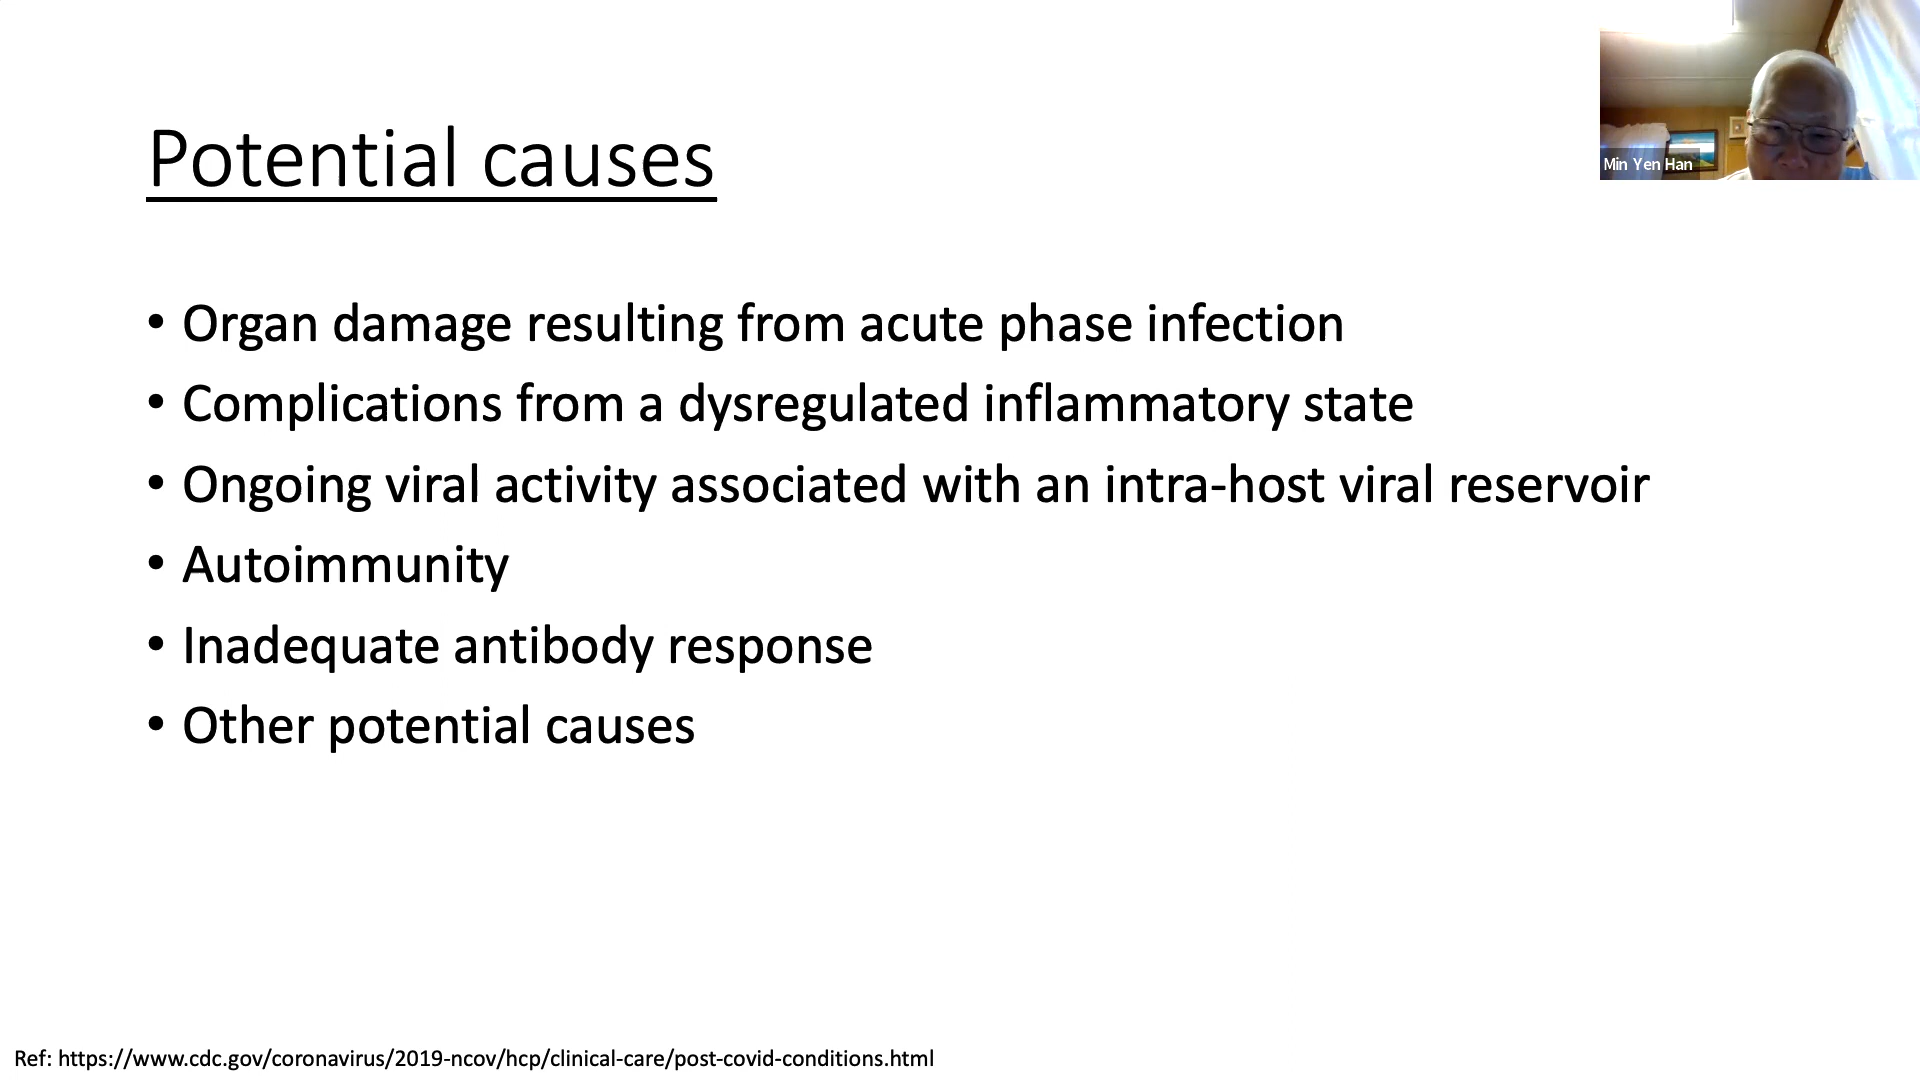 Potential causes
Min Yen Han
• Organ damage resulting from acute phase infection
• Complications from a dysregulated inflammatory state
• Ongoing viral activity associated with an intra-host viral reservoir
• Autoimmunity
• Inadequate antibody response
• Other potential causes
Ref: https://www.cdc.gov/coronavirus/2019-ncov/hcp/clinical-care/post-covid-conditions.html